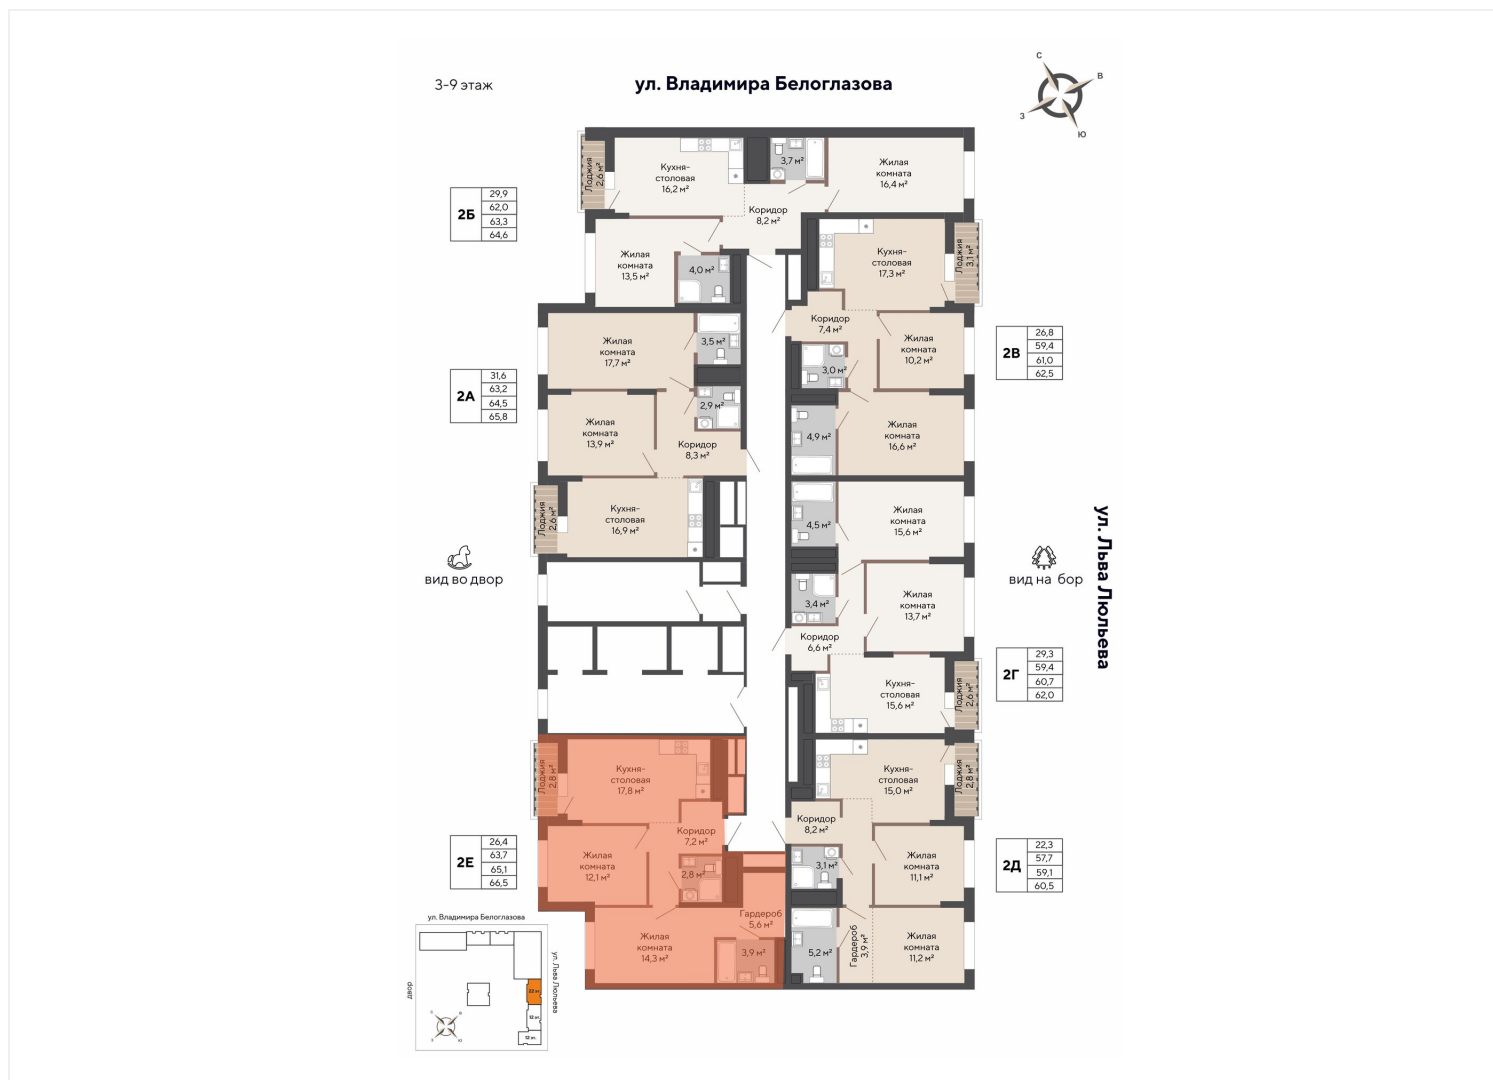 3-9 этаж
ул. Владимира Белоглазова
С
В
З
Ю
Лоджия
2,6 м²
Кухня-
столовая
16,2 м²
3,7 м²
Жилая
комната
16,4 м²
Коридор
8,2 м²
2Б
29,9
62,0
63,3
64,6
Жилая
комната
13,5 м²
4,0 м²
Кухня-
столовая
17,3 м²
Лоджия
3,1 м²
Коридор
7,4 м²
Жилая
комната
10,2 м²
3,0 м²
2В
26,8
59,4
61,0
62,5
Жилая
комната
17,7 м²
3,5 м²
2А
31,6
63,2
64,5
65,8
2,9 м²
Жилая
комната
13,9 м²
Коридор
8,3 м²
4,9 м²
Жилая
комната
16,6 м²
Лоджия
2,6 м²
Кухня-
столовая
16,9 м²
4,5 м²
Жилая
комната
15,6 м²
вид во двор
вид на бор
ул. Льва Люльева
3,4 м²
Жилая
комната
13,7 м²
Коридор
6,6 м²
Кухня-
столовая
15,6 м²
Лоджия
2,6 м²
2Г
29,3
59,4
60,7
62,0
Лоджия
2,8 м²
Кухня-
столовая
17,8 м²
Кухня-
столовая
15,0 м²
Лоджия
2,8 м²
Коридор
7,2 м²
Коридор
8,2 м²
2Е
26,4
63,7
65,1
66,5
Жилая
комната
12,1 м²
2,8 м²
3,1 м²
Жилая
комната
11,1 м²
2Д
22,3
57,7
59,1
60,5
Гардероб
5,6 м²
Жилая
комната
14,3 м²
3,9 м²
5,2 м²
Гардероб
3,9 м²
Жилая
комната
11,2 м²
ул. Владимира Белоглазова
двор
ул. Льва Люльева
22 эт.
12 эт.
12 эт.